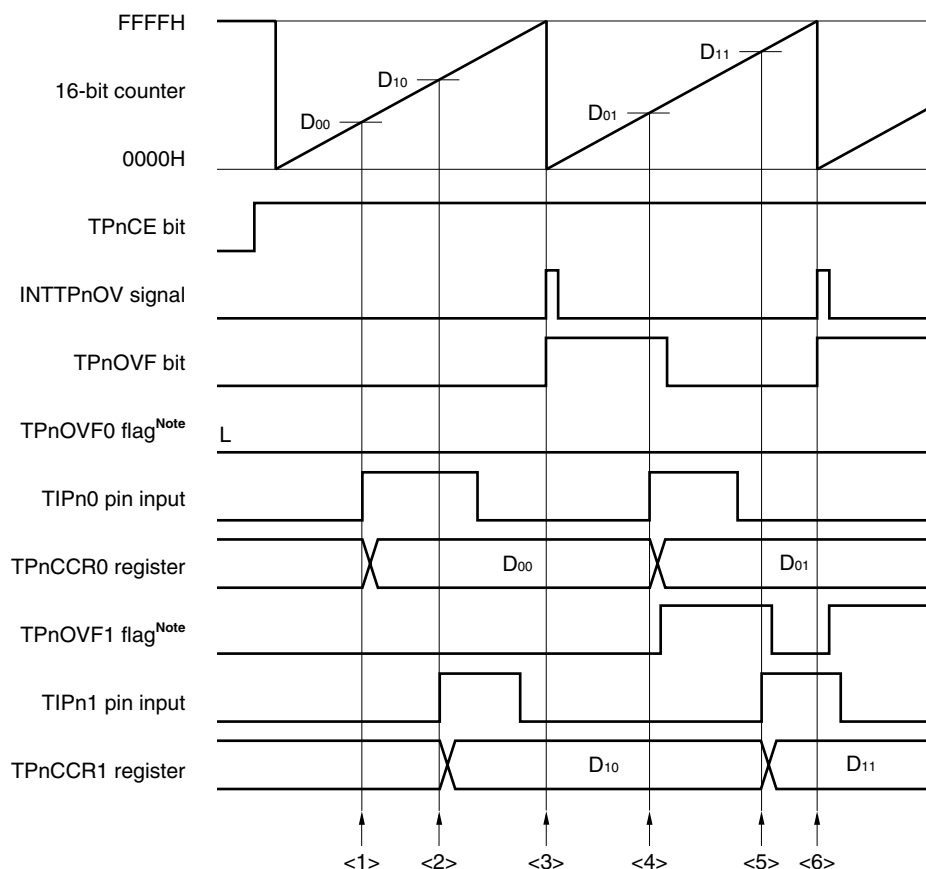 FFFFH
16-bit counter
0000H
D00
D10
D01
D11
TPnCE bit
INTTPnOV signal
TPnOVF bit
TPnOVF0 flagNote
L
TIPn0 pin input
TPnCCR0 register
D00
D01
TPnOVF1 flagNote
TIPn1 pin input
TPnCCR1 register
D10
D11
<1> <2> <3> <4> <5> <6>